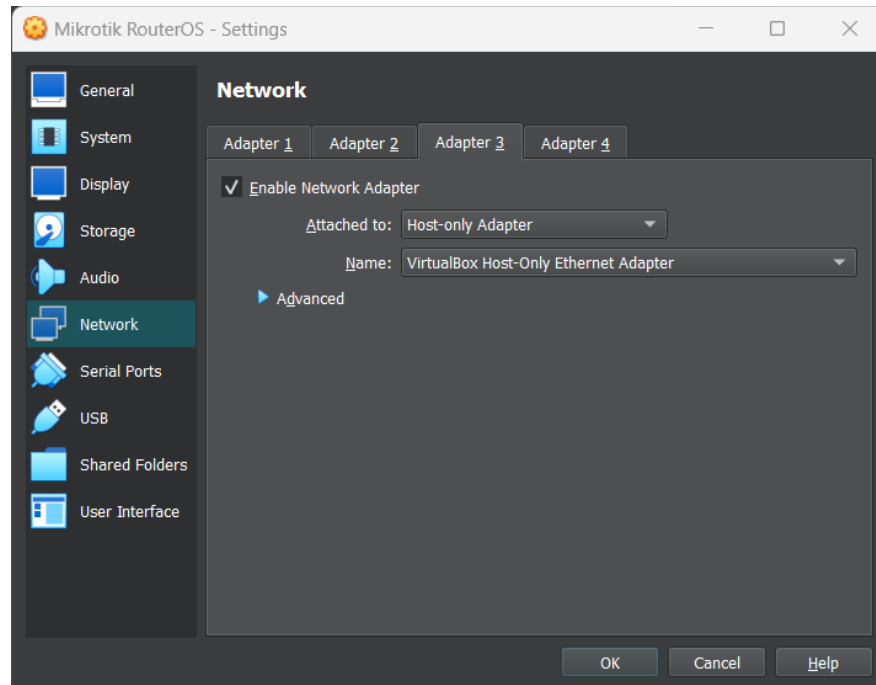 Mikrotik RouterOS - Settings
General
System
Display
Storage
Audio
Network
Serial Ports
USB
Shared Folders
User Interface
Network
Adapter 1 Adapter 2 Adapter 3 Adapter 4
Enable Network Adapter
Attached to: Host-only Adapter
Name: VirtualBox Host-Only Ethernet Adapter
Advanced
OK Cancel Help